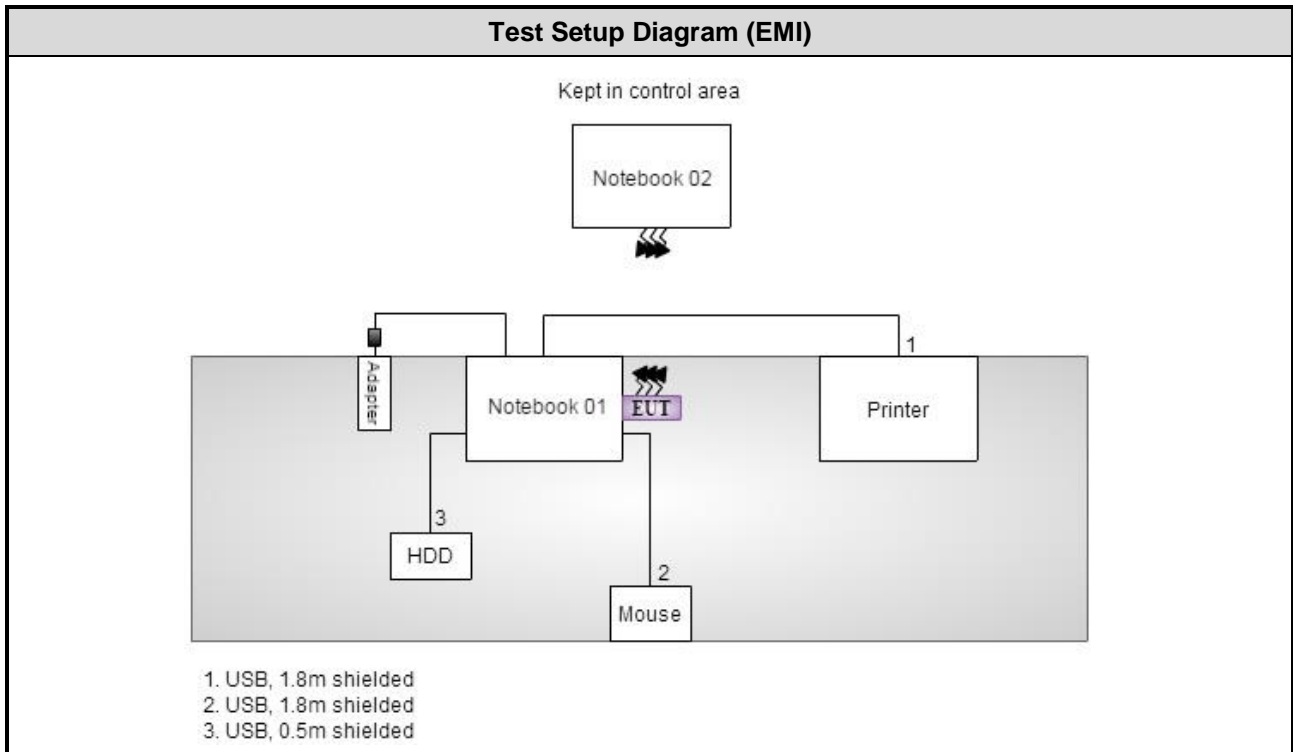 Test Setup Diagram (EMI)
Kept in control area
Notebook 02
1
Adapter
Notebook 01
EUT
Printer
3
HDD
2
Mouse
1. USB, 1.8m shielded
2. USB, 1.8m shielded
3. USB, 0.5m shielded